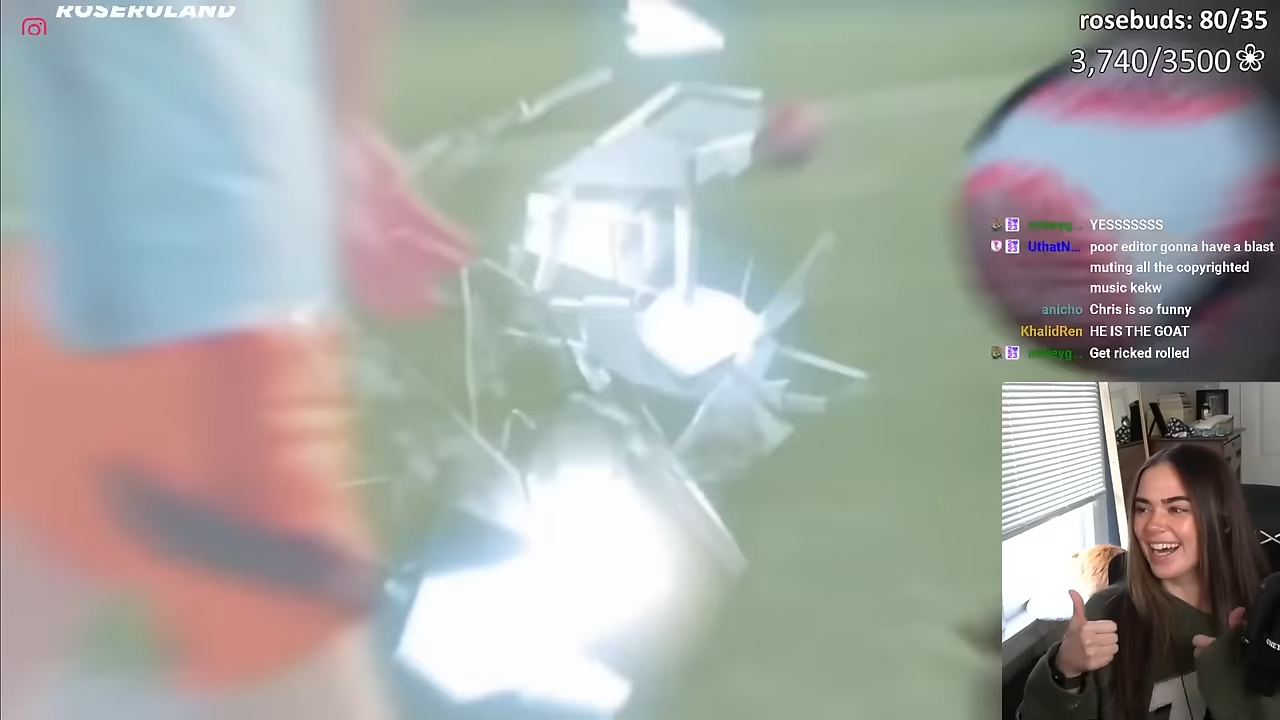 ROSERULAND
rosebuds: 80/35
3,740/3500
YESSSSSSS
UthatN... poor editor gonna have a blast
muting all the copyrighted
music kekw
anicho Chris is so funny
KhalidRen HE IS THE GOAT
Get ricked rolled